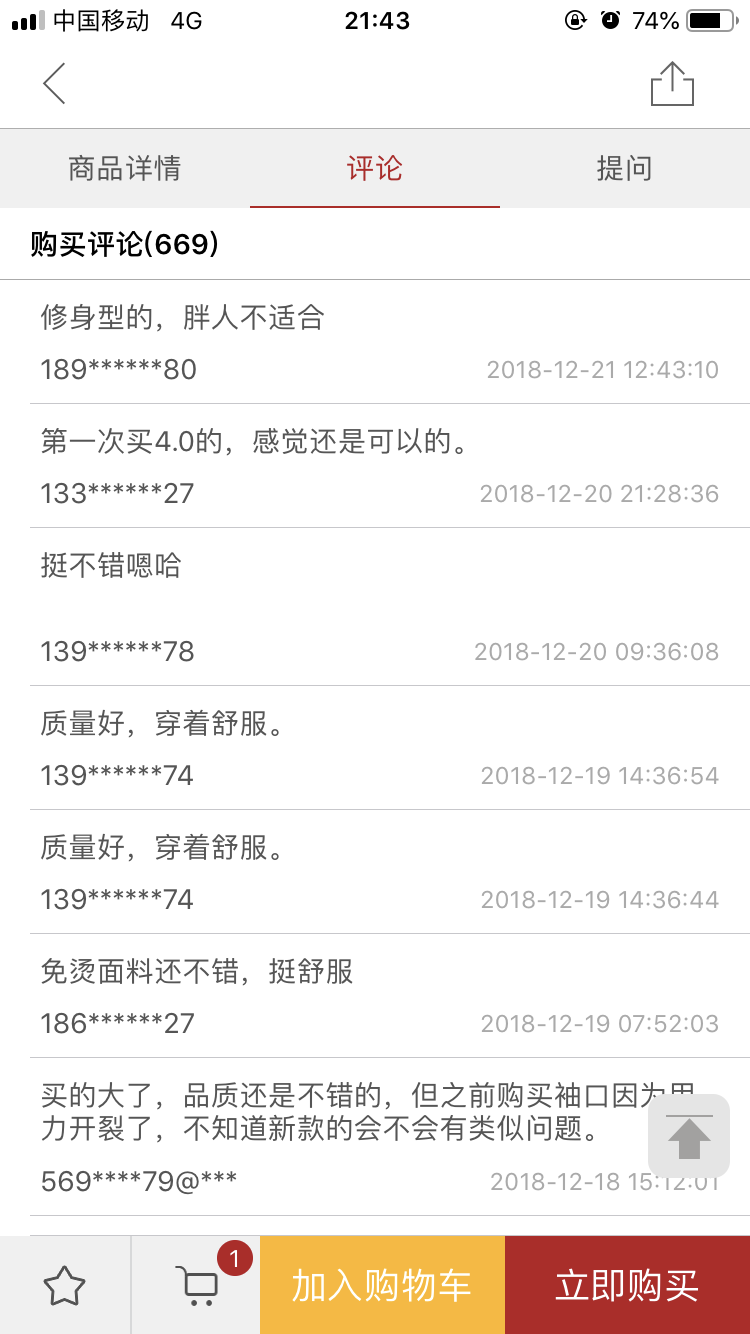 中国移动 4G 21:43 74%
商品详情 评论 提问
购买评论(669)
修身型的，胖人不适合
189******80 2018-12-21 12:43:10
第一次买4.0的，感觉还是可以的。
133******27 2018-12-20 21:28:36
挺不错嗯哈
139******78 2018-12-20 09:36:08
质量好，穿着舒服。
139******74 2018-12-19 14:36:54
质量好，穿着舒服。
139******74 2018-12-19 14:36:44
免烫面料还不错，挺舒服
186******27 2018-12-19 07:52:03
买的大了，品质还是不错的，但之前购买袖口因为用
力开裂了，不知道新款的会不会有类似问题。
569****79@*** 2018-12-18 15:12:01
1
加入购物车 立即购买